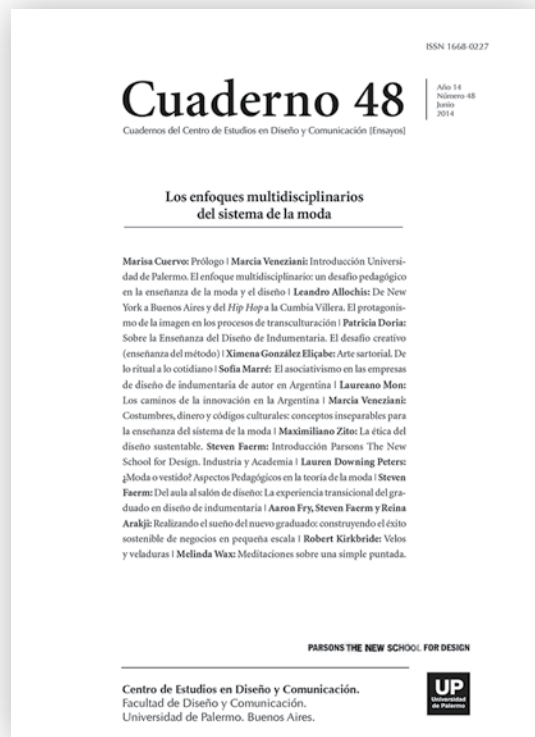 ISSN 1668-0227
Cuaderno 48
Cuadernos del Centro de Estudios en Diseño y Comunicación [Ensayos]
Año 14
Número 48
Junio
2014
Los enfoques multidisciplinarios
del sistema de la moda
Marisa Cuervo: Prólogo | Marcia Veneziani: Introducción Universi-
dad de Palermo. El enfoque multidisciplinario: un desafío pedagógico
en la enseñanza de la moda y el diseño | Leandro Allochis: De New
York a Buenos Aires y del Hip Hop a la Cumbia Villera. El protagonis-
mo de la imagen en los procesos de transculturación | Patricia Doria:
Sobre la Enseñanza del Diseño de Indumentaria. El desafío creativo
(enseñanza del método) | Ximena González Eliçabe: Arte sartorial. De
lo ritual a lo cotidiano | Sofía Marré: El asociativismo en las empresas
de diseño de indumentaria de autor en Argentina | Laureano Mon:
Los caminos de la innovación en la Argentina | Marcia Veneziani:
Costumbres, dinero y códigos culturales: conceptos inseparables para
la enseñanza del sistema de la moda | Maximiliano Zito: La ética del
diseño sustentable. Steven Faerm: Introducción Parsons The New
School for Design. Industria y Academia | Lauren Downing Peters:
¿Moda o vestido? Aspectos Pedagógicos en la teoría de la moda | Steven
Faerm: Del aula al salón de diseño: La experiencia transicional del gra-
duado en diseño de indumentaria | Aaron Fry, Steven Faerm y Reina
Arakji: Realizando el sueño del nuevo graduado: construyendo el éxito
sostenible de negocios en pequeña escala | Robert Kirkbride: Velos
y veladuras | Melinda Wax: Meditaciones sobre una simple puntada.
PARSONS THE NEW SCHOOL FOR DESIGN
Centro de Estudios en Diseño y Comunicación.
Facultad de Diseño y Comunicación.
Universidad de Palermo. Buenos Aires.
UP
Universidad
de Palermo